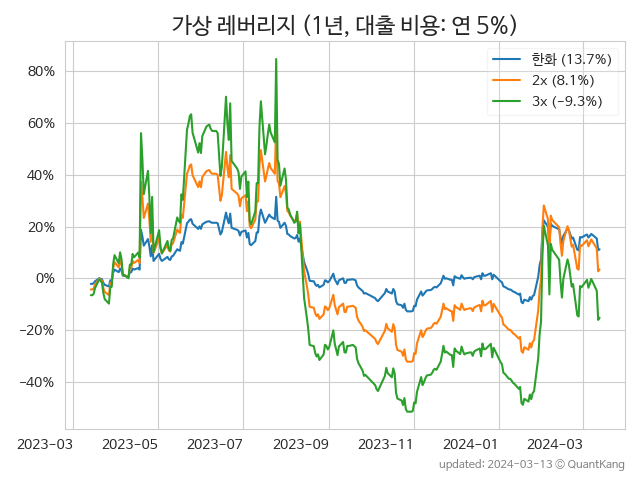 가상 레버리지 (1년, 대출 비용: 연 5%)
한화 (13.7%)
2x (8.1%)
3x (−9.3%)
80%
60%
40%
20%
0%
−20%
−40%
2023-03 2023-05 2023-07 2023-09 2023-11 2024-01 2024-03
updated: 2024-03-13 © QuantKang